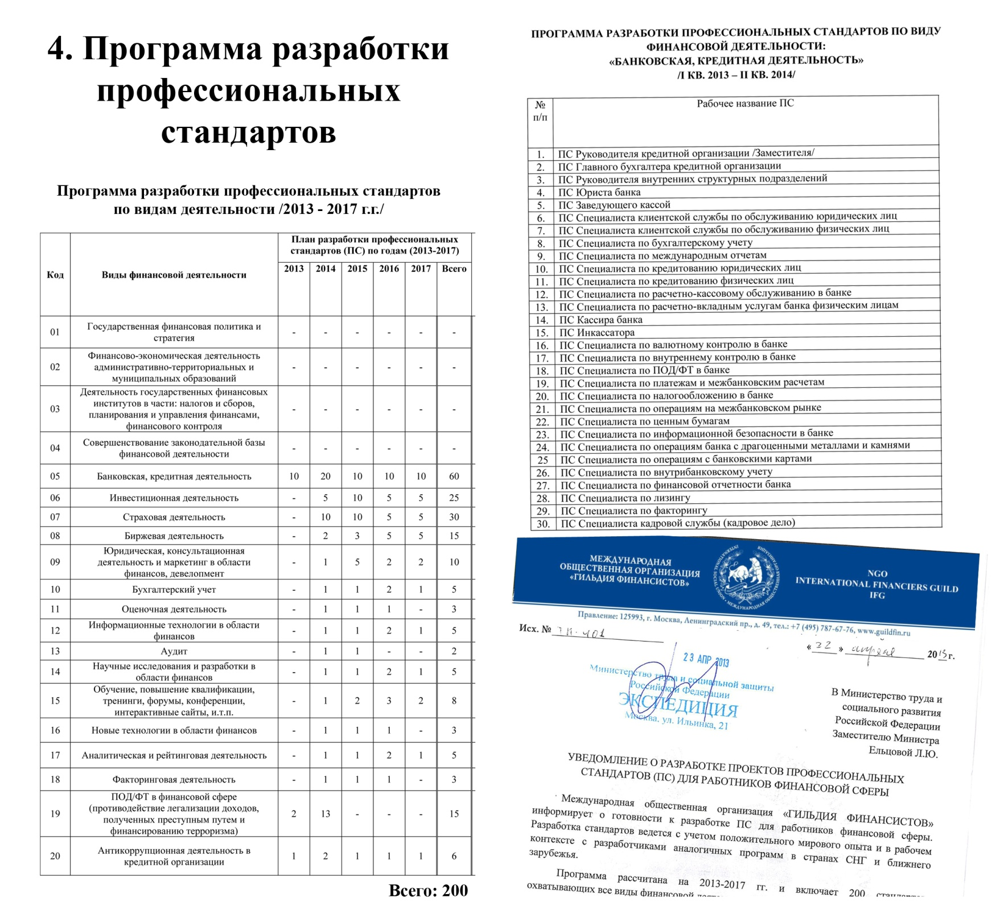 4. Программа разработки
профессиональных
стандартов
Программа разработки профессиональных стандартов
по видам деятельности /2013 - 2017 г.г./
Код Виды финансовой деятельности План разработки профессиональных
стандартов (ПС) по годам (2013-2017)
2013 2014 2015 2016 2017 Всего
01 Государственная финансовая политика и
стратегия - - - - - -
02 Финансово-экономическая деятельность
административно-территориальных и
муниципальных образований - - - - - -
03 Деятельность государственных финансовых
институтов в части: налогов и сборов,
планирования и управления финансами,
финансового контроля - - - - - -
04 Совершенствование законодательной базы
финансовой деятельности - - - - - -
05 Банковская, кредитная деятельность 10 20 10 10 10 60
06 Инвестиционная деятельность - 5 10 5 5 25
07 Страховая деятельность - 10 10 5 5 30
08 Биржевая деятельность - 2 3 5 5 15
09 Юридическая, консультационная
деятельность и маркетинг в области
финансов, девелопмент - 1 5 2 2 10
10 Бухгалтерский учет - 1 1 2 1 5
11 Оценочная деятельность - 1 1 1 - 3
12 Информационные технологии в области
финансов - 1 1 2 1 5
13 Аудит - 1 1 - - 2
14 Научные исследования и разработки в
области финансов - 1 1 2 1 5
15 Обучение, повышение квалификации,
тренинги, форумы, конференции,
интерактивные сайты, и.т.п. - 1 2 3 2 8
16 Новые технологии в области финансов - 1 1 1 - 3
17 Аналитическая и рейтинговая деятельность - 1 1 2 1 5
18 Факторинговая деятельность - 1 1 1 - 3
19 ПОД/ФТ в финансовой сфере
(противодействие легализации доходов,
полученных преступным путем и
финансированию терроризма) 2 13 - - - 15
20 Антикоррупционная деятельность в
кредитной организации 1 2 1 1 1 6
Всего: 200
ПРОГРАММА РАЗРАБОТКИ ПРОФЕССИОНАЛЬНЫХ СТАНДАРТОВ ПО ВИДУ
ФИНАНСОВОЙ ДЕЯТЕЛЬНОСТИ:
«БАНКОВСКАЯ, КРЕДИТНАЯ ДЕЯТЕЛЬНОСТЬ»
/I КВ. 2013 – II КВ. 2014/
№
п/п Рабочее название ПС
1. ПС Руководителя кредитной организации /Заместителя/
2. ПС Главного бухгалтера кредитной организации
3. ПС Руководителя внутренних структурных подразделений
4. ПС Юриста банка
5. ПС Заведующего кассой
6. ПС Специалиста клиентской службы по обслуживанию юридических лиц
7. ПС Специалиста клиентской службы по обслуживанию физических лиц
8. ПС Специалиста по бухгалтерскому учету
9. ПС Специалиста по международным отчетам
10. ПС Специалиста по кредитованию юридических лиц
11. ПС Специалиста по кредитованию физических лиц
12. ПС Специалиста по расчетно-кассовому обслуживанию в банке
13. ПС Специалиста по расчетно-вкладным услугам банка физическим лицам
14. ПС Кассира банка
15. ПС Инкассатора
16. ПС Специалиста по валютному контролю в банке
17. ПС Специалиста по внутреннему контролю в банке
18. ПС Специалиста по ПОД/ФТ в банке
19. ПС Специалиста по платежам и межбанковским расчетам
20. ПС Специалиста по налогообложению в банке
21. ПС Специалиста по операциям на межбанковском рынке
22. ПС Специалиста по ценным бумагам
23. ПС Специалиста по информационной безопасности в банке
24. ПС Специалиста по операциям банка с драгоценными металлами и камнями
25 ПС Специалиста по операциям с банковскими картами
26. ПС Специалиста по внутрибанковскому учету
27. ПС Специалиста по финансовой отчетности банка
28. ПС Специалиста по лизингу
29. ПС Специалиста по факторингу
30. ПС Специалиста кадровой службы (кадровое дело)
МЕЖДУНАРОДНАЯ
ОБЩЕСТВЕННАЯ ОРГАНИЗАЦИЯ
«ГИЛЬДИЯ ФИНАНСИСТОВ»
NGO
INTERNATIONAL FINANCIERS GUILD
IFG
Правление: 125993, г. Москва, Ленинградский пр., д. 49, тел.: +7 (495) 787-67-76, www.guildfin.ru
Исх. №
«22» апреля 2013г.
23 АПР 2013
Министерство труда и социальной защиты
Российской Федерации
ЭКСПЕДИЦИЯ
Москва. ул. Ильинка, 21
В Министерство труда и
социального развития
Российской Федерации
Заместителю Министра
Ельцовой Л.Ю.
УВЕДОМЛЕНИЕ О РАЗРАБОТКЕ ПРОЕКТОВ ПРОФЕССИОНАЛЬНЫХ
СТАНДАРТОВ (ПС) ДЛЯ РАБОТНИКОВ ФИНАНСОВОЙ СФЕРЫ
Международная общественная организация «ГИЛЬДИЯ ФИНАНСИСТОВ»
информирует о готовности к разработке ПС для работников финансовой сферы.
Разработка стандартов ведется с учетом положительного мирового опыта и в рабочем
контексте с разработчиками аналогичных программ в странах СНГ и ближнего
зарубежья.
Программа рассчитана на 2013-2017 гг. и включает 200
охватывающих все виды финансовой